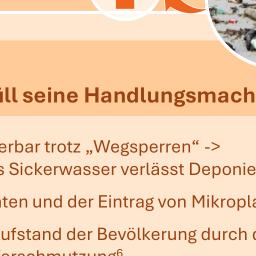 üll seine Handlungsmach
erbar trotz „Wegsperren“ ->
s Sickerwasser verlässt Deponie
ten und der Eintrag von Mikropla
ufstand der Bevölkerung durch d
erschmutzung⁶